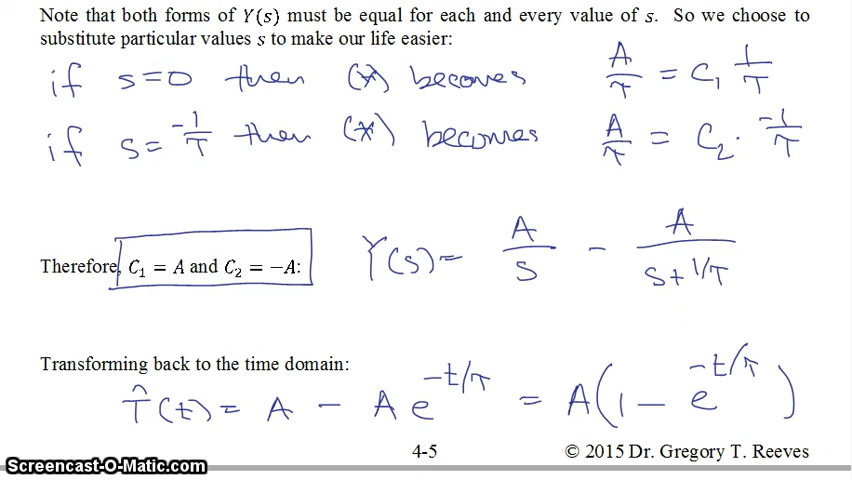 Note that both forms of Y(s) must be equal for each and every value of s. So we choose to
substitute particular values s to make our life easier:
if s=0 then (*) becomes A/τ = C₁ 1/τ
if s= -1/τ then (*) becomes A/τ = C₂ · -1/τ
Therefore, C₁ = A and C₂ = −A: Y(s)= A/s − A/(s+1/τ)
Transforming back to the time domain:
T̂(t)= A − A e^(-t/τ) = A(1 − e^(-t/τ))
4-5 © 2015 Dr. Gregory T. Reeves
Screencast-O-Matic.com